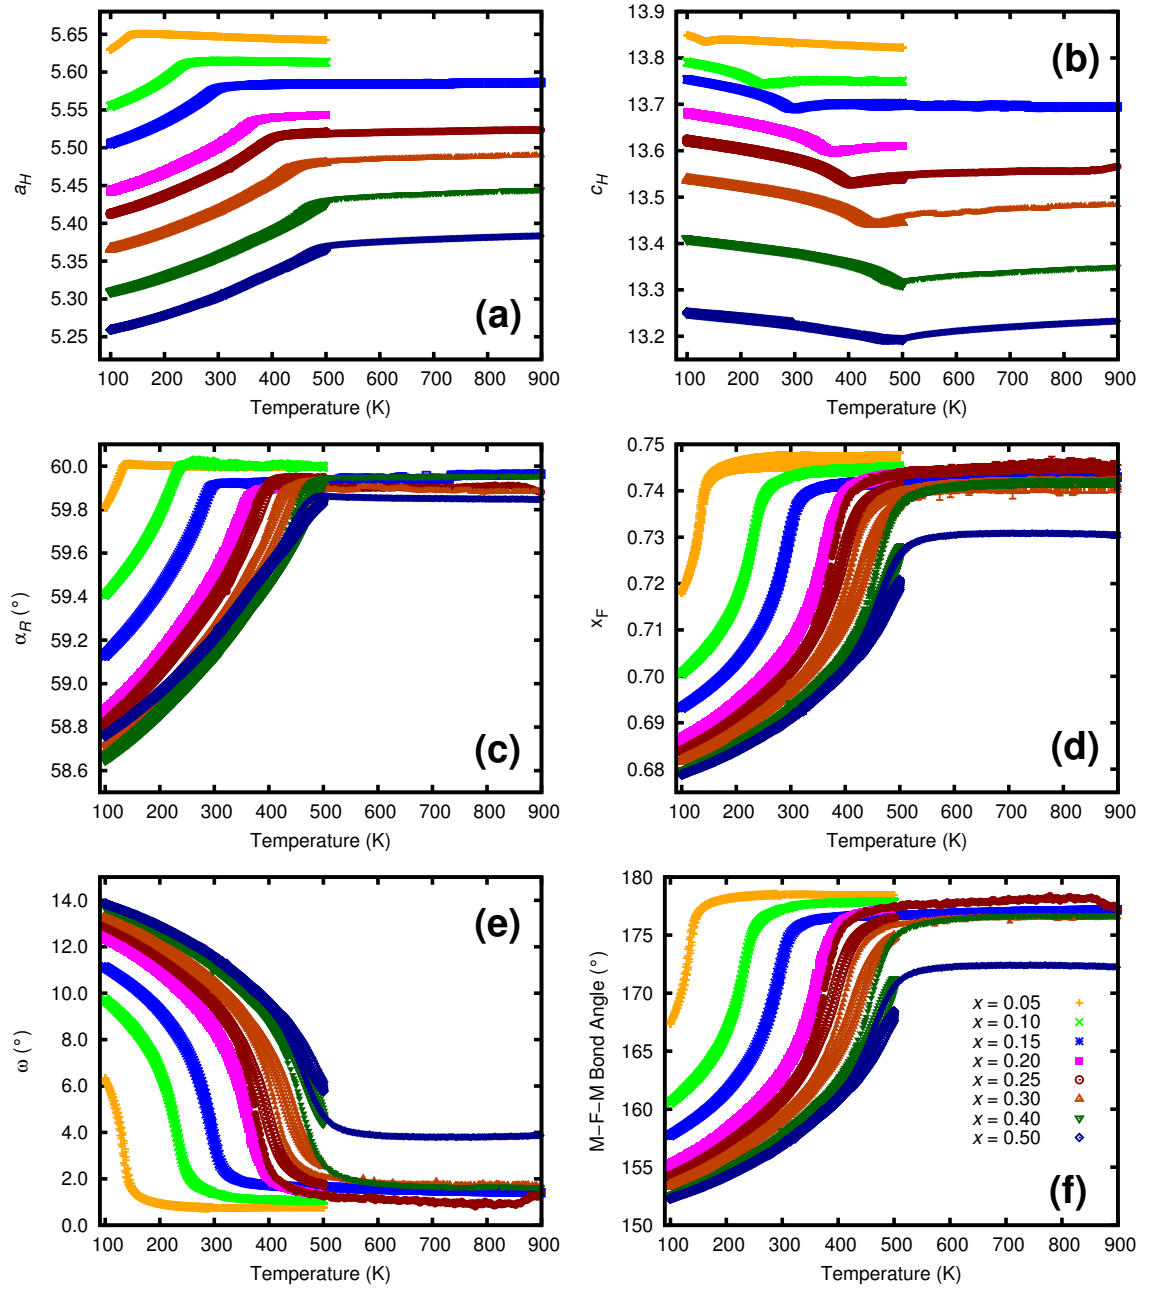 5.65
5.60
5.55
5.50
5.45
5.40
5.35
5.30
5.25
a_H
100 200 300 400 500 600 700 800 900
Temperature (K)
(a)
13.9
13.8
13.7
13.6
13.5
13.4
13.3
13.2
c_H
100 200 300 400 500 600 700 800 900
Temperature (K)
(b)
60.0
59.8
59.6
59.4
59.2
59.0
58.8
58.6
α_R (°)
100 200 300 400 500 600 700 800 900
Temperature (K)
(c)
0.75
0.74
0.73
0.72
0.71
0.70
0.69
0.68
x_F
100 200 300 400 500 600 700 800 900
Temperature (K)
(d)
14.0
12.0
10.0
8.0
6.0
4.0
2.0
0.0
ω (°)
100 200 300 400 500 600 700 800 900
Temperature (K)
(e)
180
175
170
165
160
155
150
M−F−M Bond Angle (°)
100 200 300 400 500 600 700 800 900
Temperature (K)
x = 0.05
x = 0.10
x = 0.15
x = 0.20
x = 0.25
x = 0.30
x = 0.40
x = 0.50
(f)